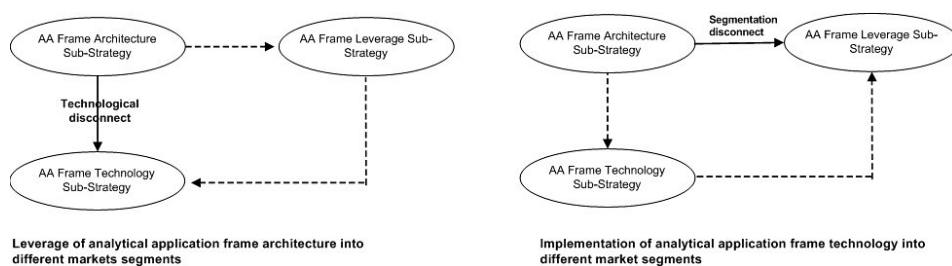 AA Frame Architecture
Sub-Strategy
AA Frame Leverage Sub-
Strategy
Technological
disconnect
AA Frame Technology
Sub-Strategy
Leverage of analytical application frame architecture into
different markets segments
AA Frame Architecture
Sub-Strategy
Segmentation
disconnect
AA Frame Leverage Sub-
Strategy
AA Frame Technology
Sub-Strategy
Implementation of analytical application frame technology into
different market segments